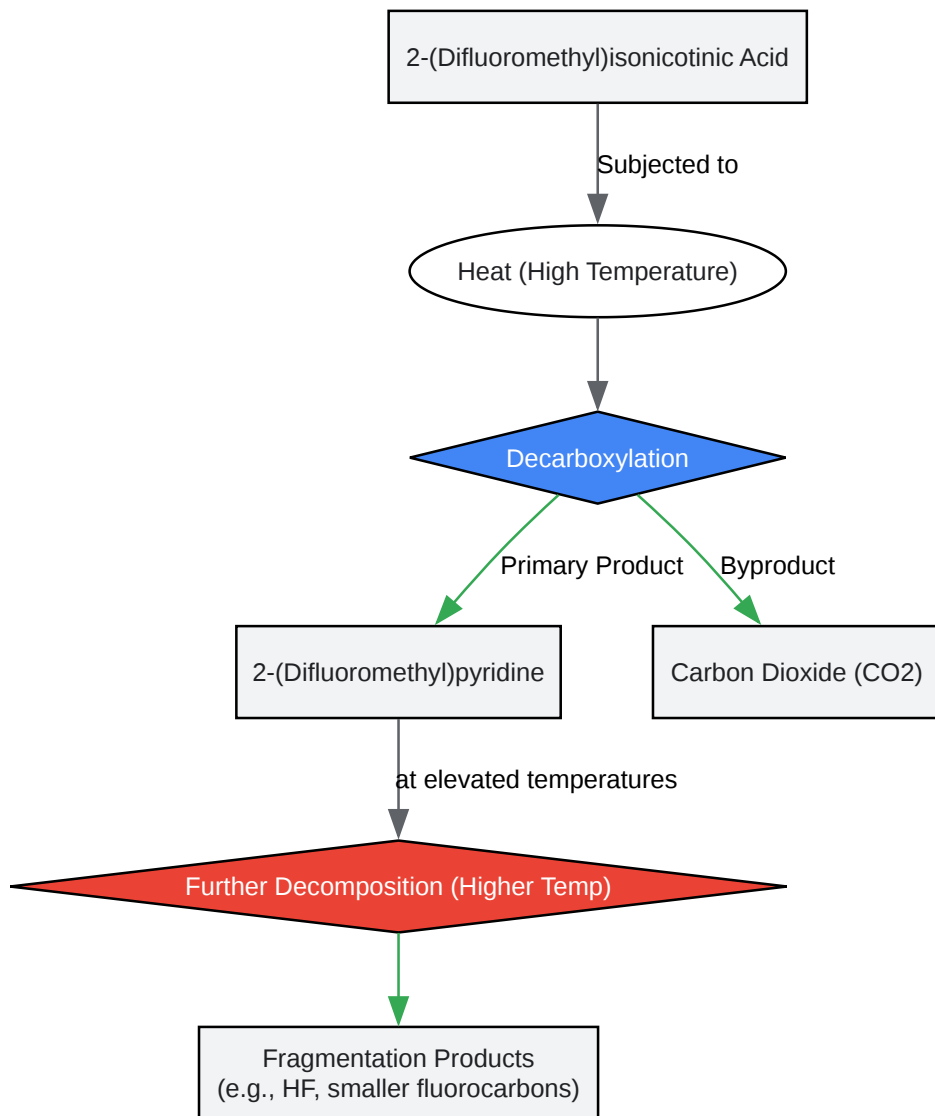 2-(Difluoromethyl)isonicotinic Acid
Subjected to
Heat (High Temperature)
Decarboxylation
Primary Product
Byproduct
2-(Difluoromethyl)pyridine
Carbon Dioxide (CO2)
at elevated temperatures
Further Decomposition (Higher Temp)
Fragmentation Products
(e.g., HF, smaller fluorocarbons)